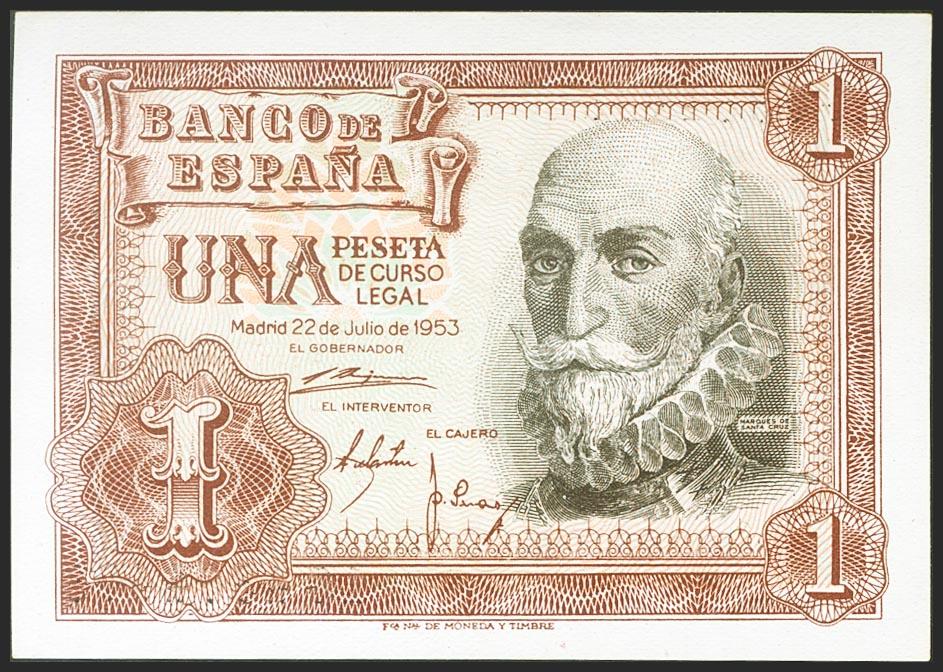 BANCO DE
ESPAÑA
1
UNA PESETA
DE CURSO
LEGAL
Madrid 22 de Julio de 1953
EL GOBERNADOR
EL INTERVENTOR
EL CAJERO
MARQUES DE
SANTA CRUZ
1
1
Fca. Nal. DE MONEDA Y TIMBRE